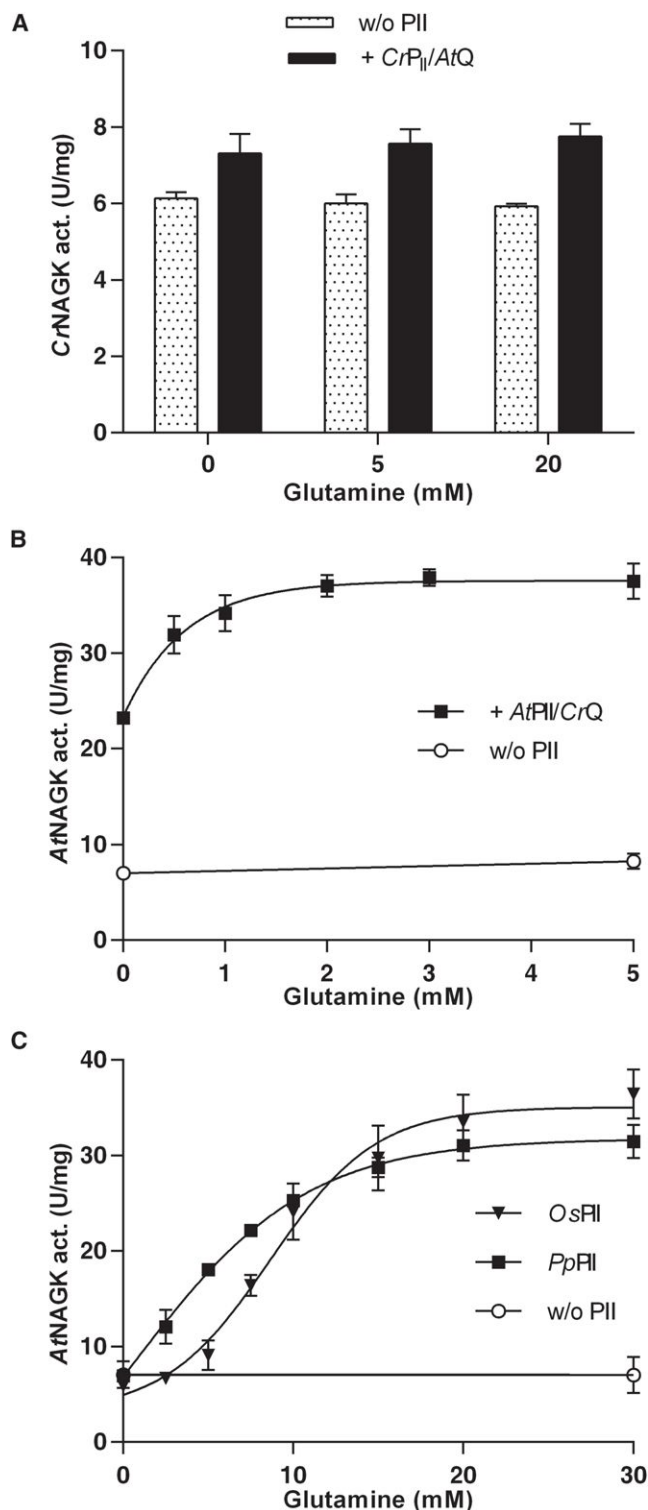 A
w/o PII
+ CrPII/AtQ
CrNAGK act. (U/mg)
10
8
6
4
2
0
0 5 20
Glutamine (mM)
B
AtNAGK act. (U/mg)
40
30
20
10
0
+ AtPII/CrQ
w/o PII
0 1 2 3 4 5
Glutamine (mM)
C
AtNAGK act. (U/mg)
40
30
20
10
0
OsPII
PpPII
w/o PII
0 10 20 30
Glutamine (mM)